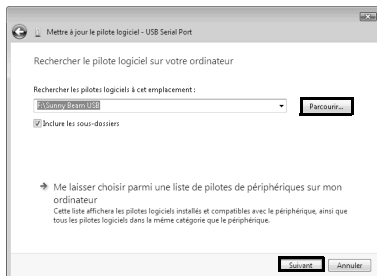 Mettre à jour le pilote logiciel - USB Serial Port
Rechercher le pilote logiciel sur votre ordinateur
Rechercher les pilotes logiciels à cet emplacement :
F:\Sunny Beam USB
Parcourir...
Inclure les sous-dossiers
Me laisser choisir parmi une liste de pilotes de périphériques sur mon
ordinateur
Cette liste affichera les pilotes logiciels installés et compatibles avec le périphérique, ainsi que
tous les pilotes logiciels dans la même catégorie que le périphérique.
Suivant
Annuler